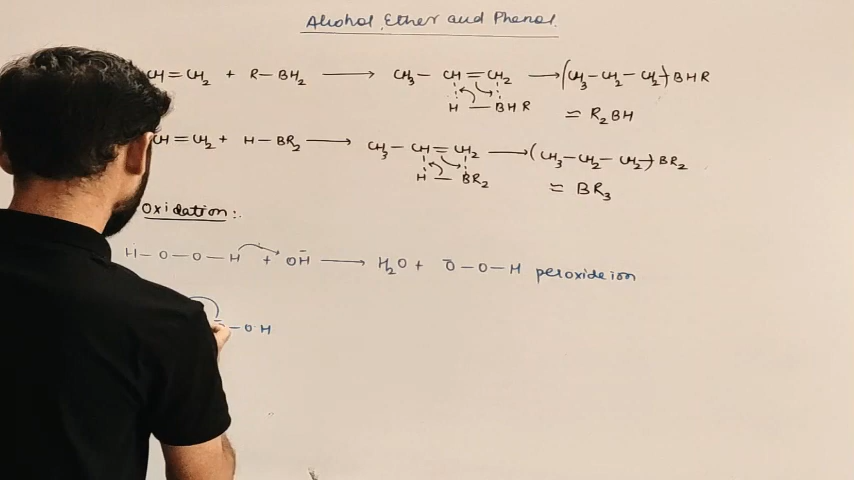 Alcohol, Ether and Phenol.
CH=CH₂ + R—BH₂ ⟶ CH₃—CH=CH₂ ⟶ (CH₃—CH₂—CH₂)BHR
H—BHR = R₂BH
CH=CH₂ + H—BR₂ ⟶ CH₃—CH=CH₂ ⟶ (CH₃—CH₂—CH₂)BR₂
H—BR₂ = BR₃
Oxidation:.
H—O—O—H + ŌH ⟶ H₂O + Ō—O—H peroxide ion
—O H